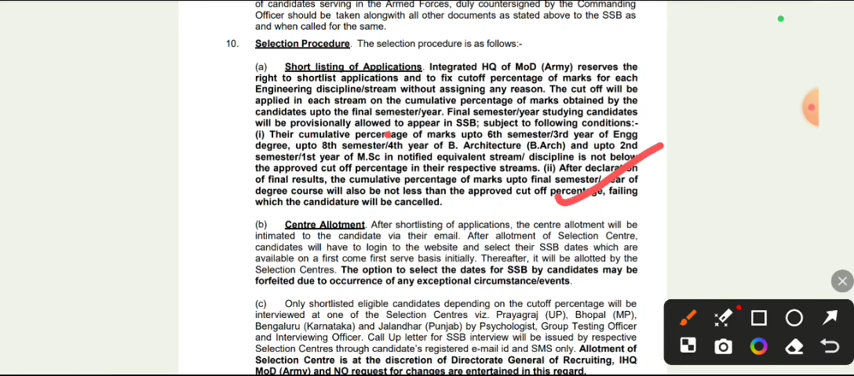 of candidates serving in the Armed Forces, duly countersigned by the Commanding
Officer should be taken alongwith all other documents as stated above to the SSB as
and when called for the same.
10. Selection Procedure. The selection procedure is as follows:-
(a) Short listing of Applications. Integrated HQ of MoD (Army) reserves the
right to shortlist applications and to fix cutoff percentage of marks for each
Engineering discipline/stream without assigning any reason. The cut off will be
applied in each stream on the cumulative percentage of marks obtained by the
candidates upto the final semester/year. Final semester/year studying candidates
will be provisionally allowed to appear in SSB; subject to following conditions:-
(i) Their cumulative percentage of marks upto 6th semester/3rd year of Engg
degree, upto 8th semester/4th year of B. Architecture (B.Arch) and upto 2nd
semester/1st year of M.Sc in notified equivalent stream/ discipline is not below
the approved cut off percentage in their respective streams. (ii) After declaration
of final results, the cumulative percentage of marks upto final semester/year of
degree course will also be not less than the approved cut off percentage, failing
which the candidature will be cancelled.
(b) Centre Allotment. After shortlisting of applications, the centre allotment will be
intimated to the candidate via their email. After allotment of Selection Centre,
candidates will have to login to the website and select their SSB dates which are
available on a first come first serve basis initially. Thereafter, it will be allotted by the
Selection Centres. The option to select the dates for SSB by candidates may be
forfeited due to occurrence of any exceptional circumstance/events.
(c) Only shortlisted eligible candidates depending on the cutoff percentage will be
interviewed at one of the Selection Centres viz. Prayagraj (UP), Bhopal (MP),
Bengaluru (Karnataka) and Jalandhar (Punjab) by Psychologist, Group Testing Officer
and Interviewing Officer. Call Up letter for SSB interview will be issued by respective
Selection Centres through candidate's registered e-mail id and SMS only. Allotment of
Selection Centre is at the discretion of Directorate General of Recruiting, IHQ
MoD (Army) and NO request for changes are entertained in this regard.